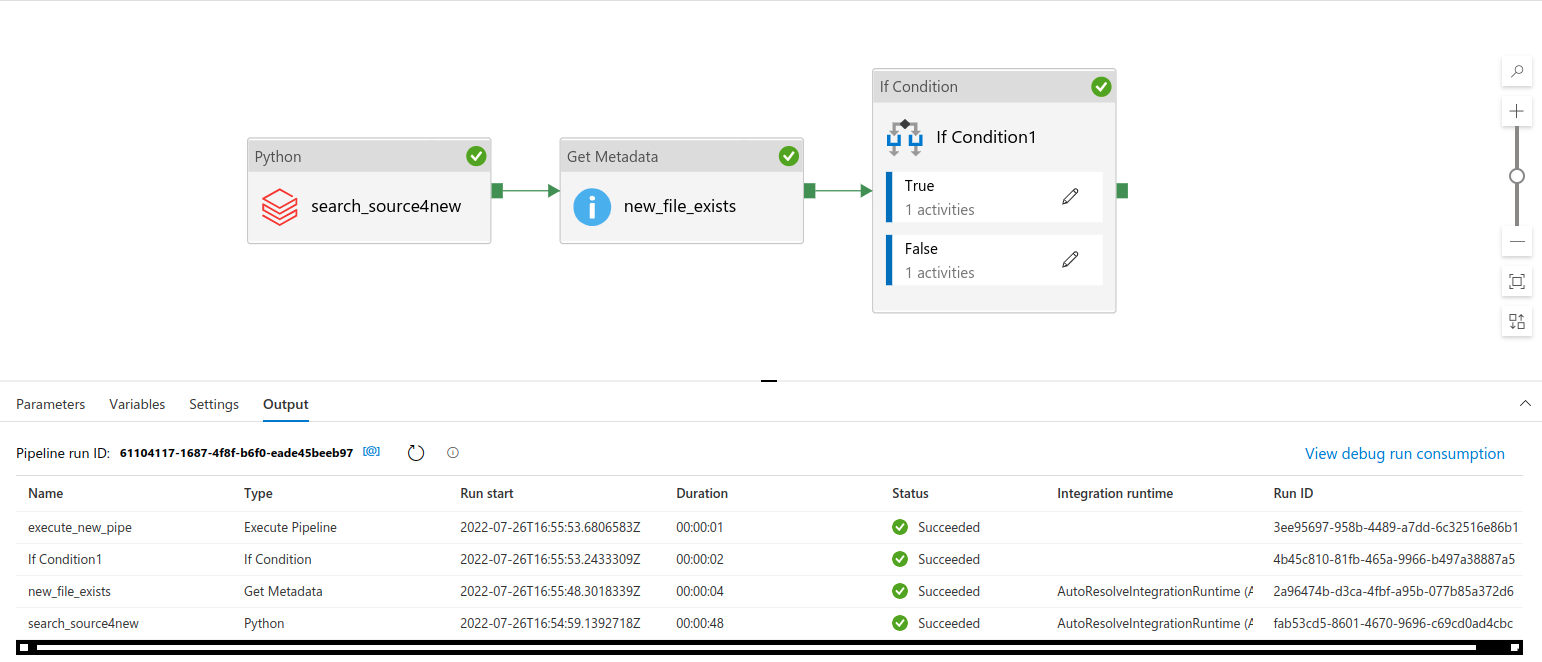 If Condition
If Condition1
True
1 activities
False
1 activities
Python
search_source4new
Get Metadata
new_file_exists
Parameters Variables Settings Output
Pipeline run ID: 61104117-1687-4f8f-b6f0-eade45beeb97 [@] View debug run consumption
Name Type Run start Duration Status Integration runtime Run ID
execute_new_pipe Execute Pipeline 2022-07-26T16:55:53.6806583Z 00:00:01 Succeeded 3ee95697-958b-4489-a7dd-6c32516e86b1
If Condition1 If Condition 2022-07-26T16:55:53.2433309Z 00:00:02 Succeeded 4b45c810-81fb-465a-9966-b497a38887a5
new_file_exists Get Metadata 2022-07-26T16:55:48.3018339Z 00:00:04 Succeeded AutoResolveIntegrationRuntime (A 2a96474b-d3ca-4fbf-a95b-077b85a372d6
search_source4new Python 2022-07-26T16:54:59.1392718Z 00:00:48 Succeeded AutoResolveIntegrationRuntime (A fab53cd5-8601-4670-9696-c69cd0ad4cbc